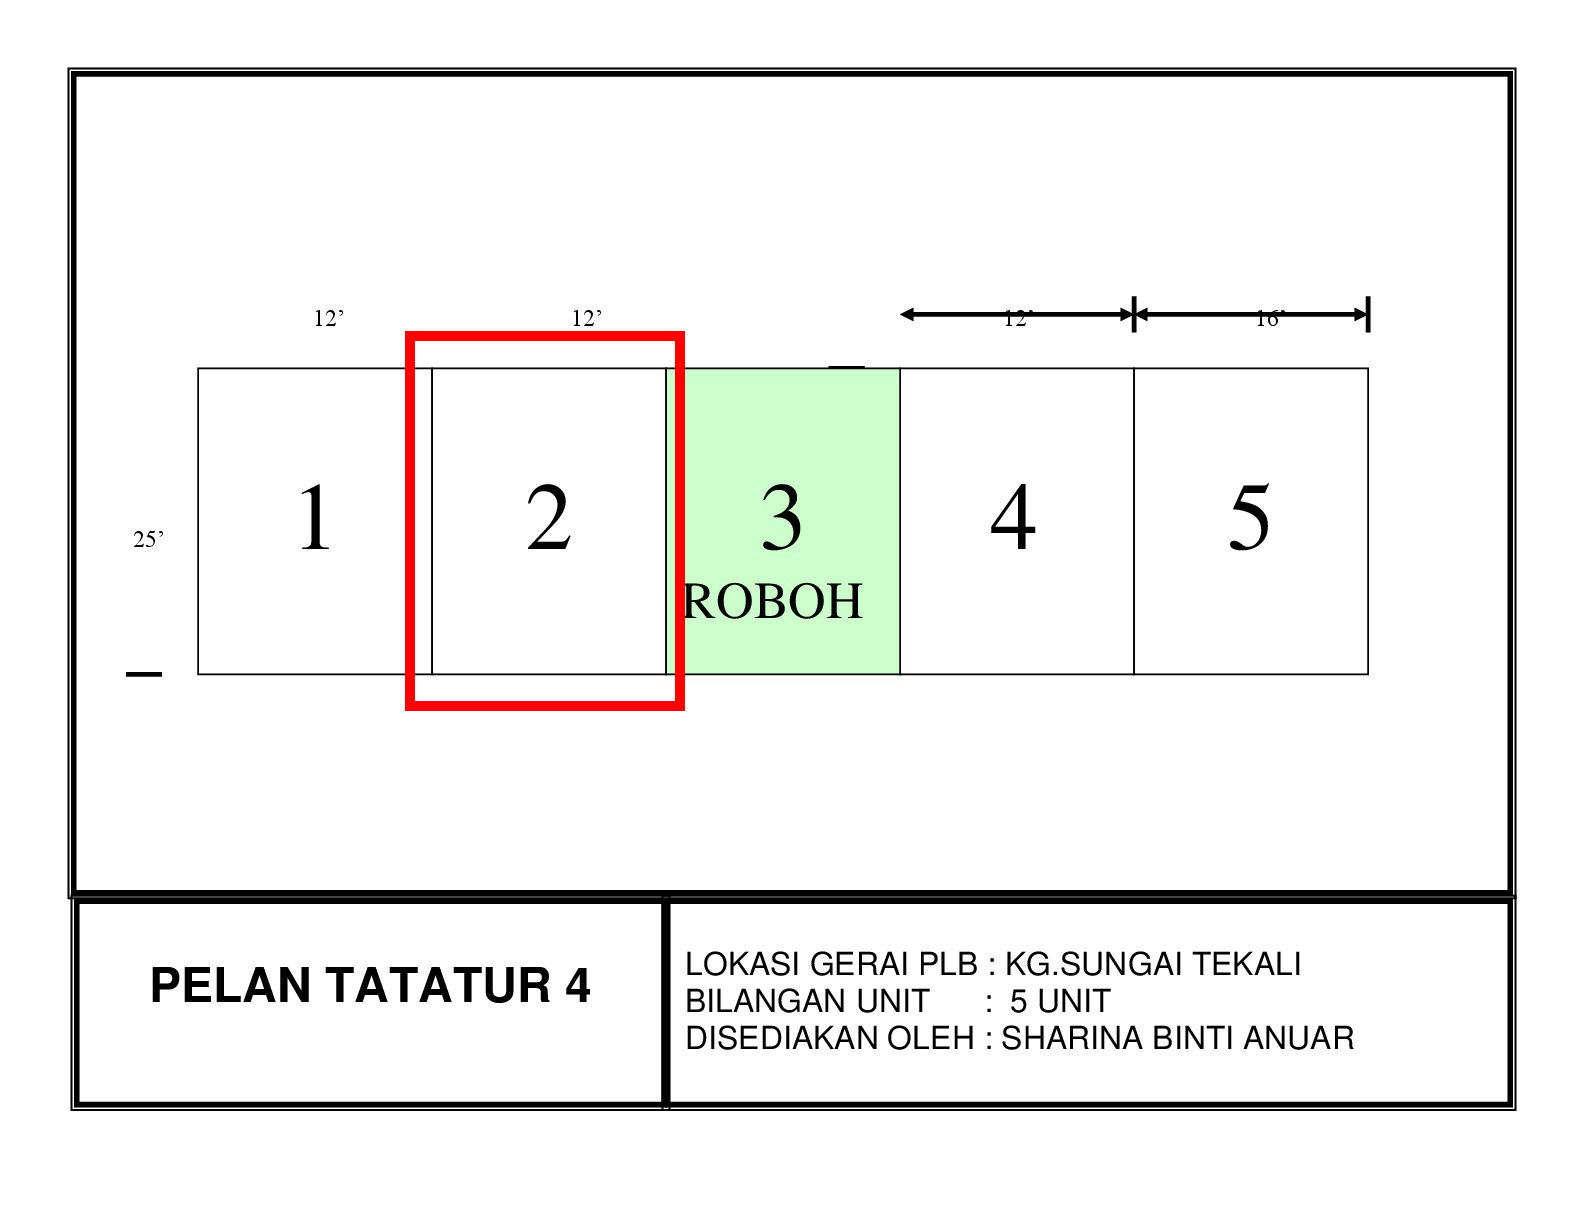 12’ 12’ 12’ 16’
25’
1 2 3 4 5
ROBOH
PELAN TATATUR 4
LOKASI GERAI PLB : KG.SUNGAI TEKALI
BILANGAN UNIT : 5 UNIT
DISEDIAKAN OLEH : SHARINA BINTI ANUAR